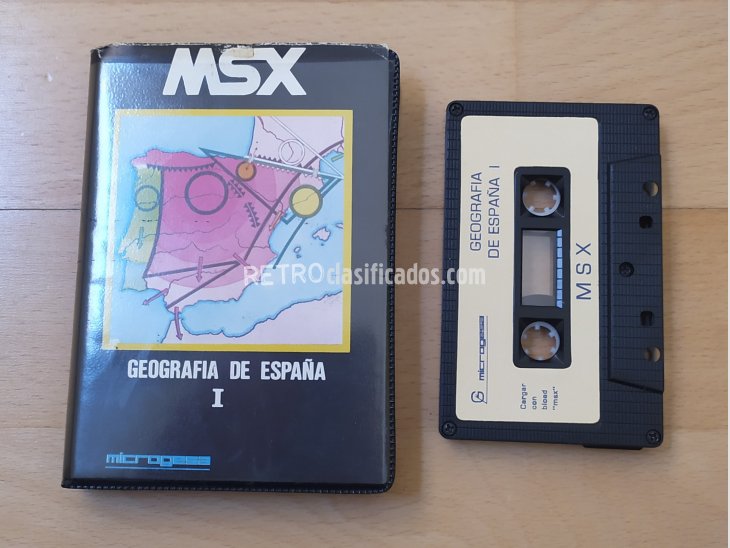 MSX
GEOGRAFIA DE ESPAÑA
I
microgesa
RETROclasificados.com
GEOGRAFIA
DE ESPAÑA I
MSX
microgesa
Cargar
con
bload
"msx"